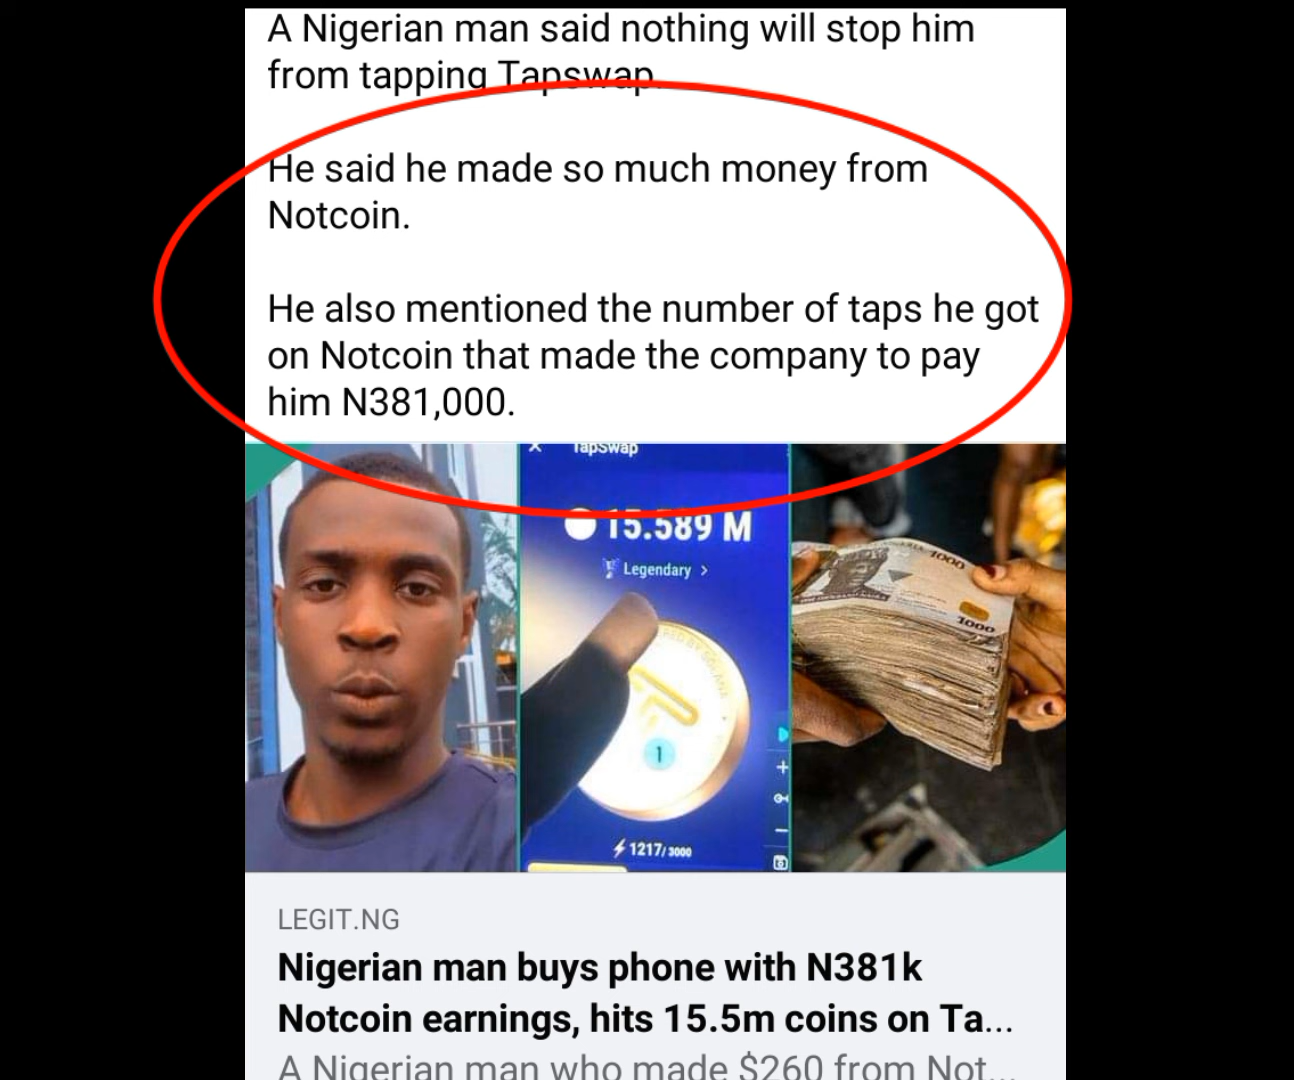 A Nigerian man said nothing will stop him
from tapping Tapswap.
He said he made so much money from
Notcoin.
He also mentioned the number of taps he got
on Notcoin that made the company to pay
him N381,000.
TapSwap
15.589 M
Legendary >
1
1217/3000
1000
1000
LEGIT.NG
Nigerian man buys phone with N381k
Notcoin earnings, hits 15.5m coins on Ta...
A Nigerian man who made $260 from Not...